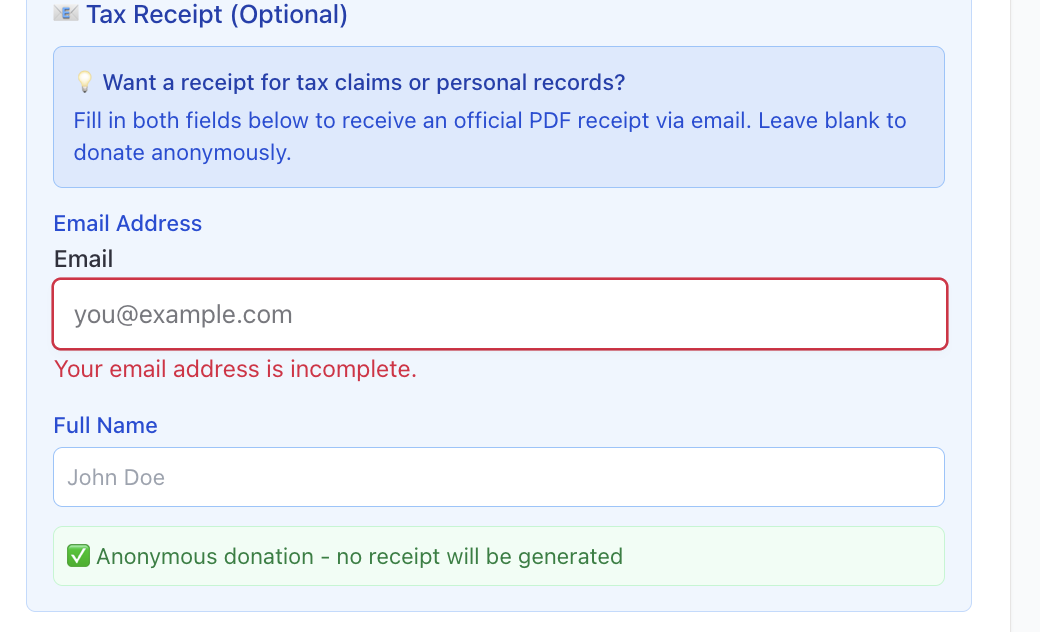 📧 Tax Receipt (Optional)
💡 Want a receipt for tax claims or personal records?
Fill in both fields below to receive an official PDF receipt via email. Leave blank to
donate anonymously.
Email Address
Email
you@example.com
Your email address is incomplete.
Full Name
John Doe
✅ Anonymous donation - no receipt will be generated